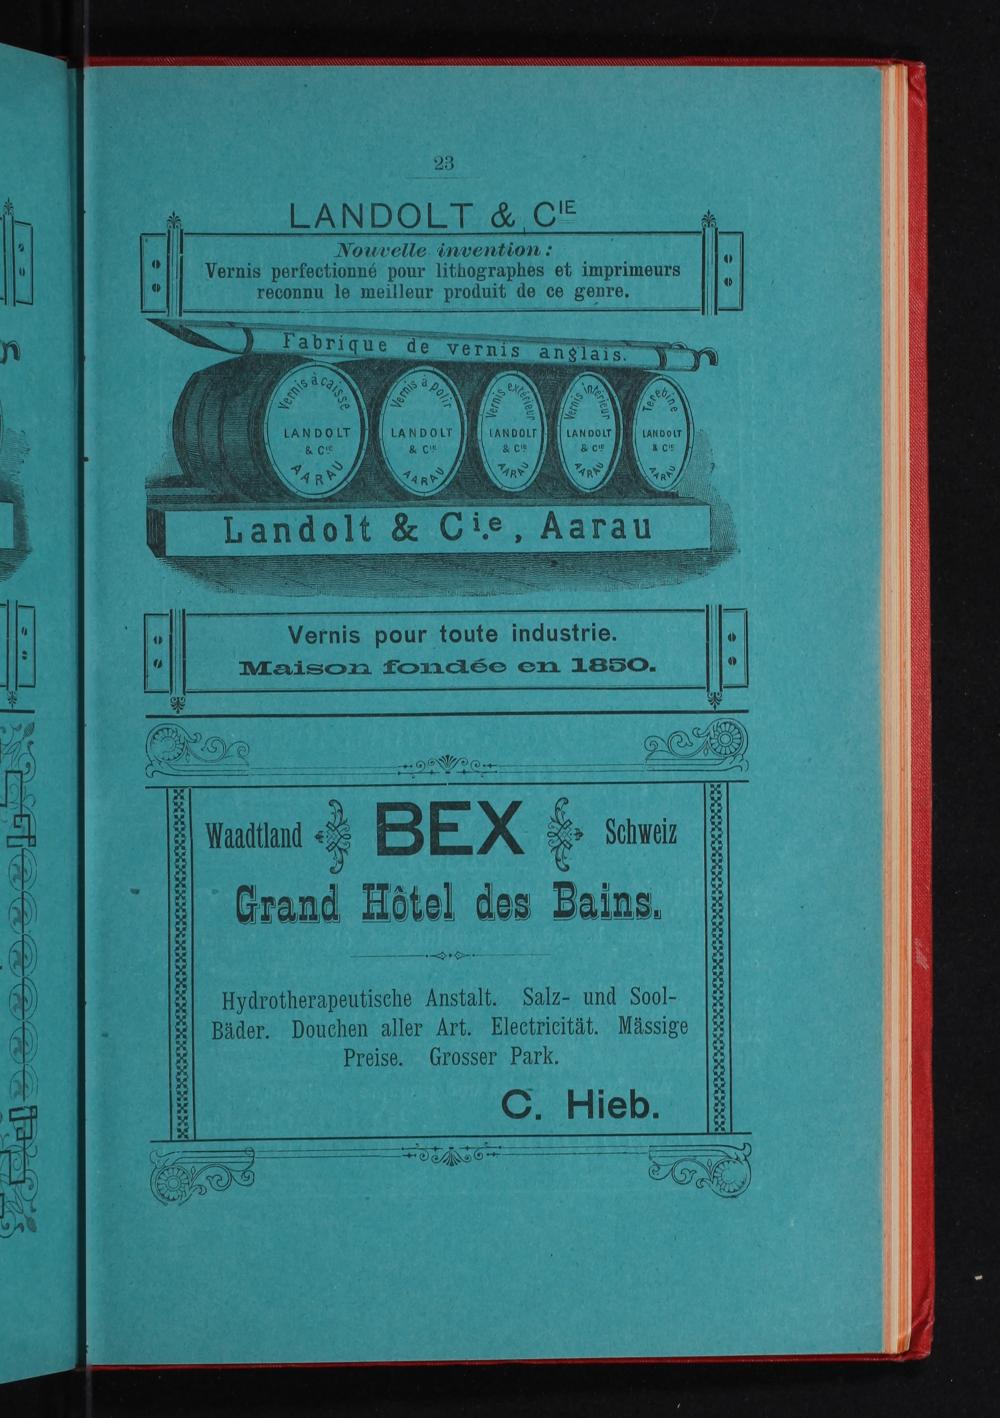 23
LANDOLT & CIE
Nouvelle invention:
Vernis perfectionné pour lithographes et imprimeurs
reconnu le meilleur produit de ce genre.
Fabrique de vernis anglais.
Vernis à caisse
LANDOLT
& CIE
AARAU
Vernis à polir
LANDOLT
& CIE
AARAU
Vernis extérieur
LANDOLT
& CIE
AARAU
Vernis intérieur
LANDOLT
& CIE
AARAU
Terebine
LANDOLT
& CIE
AARAU
Landolt & Cie., Aarau
Vernis pour toute industrie.
Maison fondée en 1850.
Waadtland BEX Schweiz
Grand Hôtel des Bains.
Hydrotherapeutische Anstalt. Salz- und Sool-
Bäder. Douchen aller Art. Electricität. Mässige
Preise. Grosser Park.
C. Hieb.